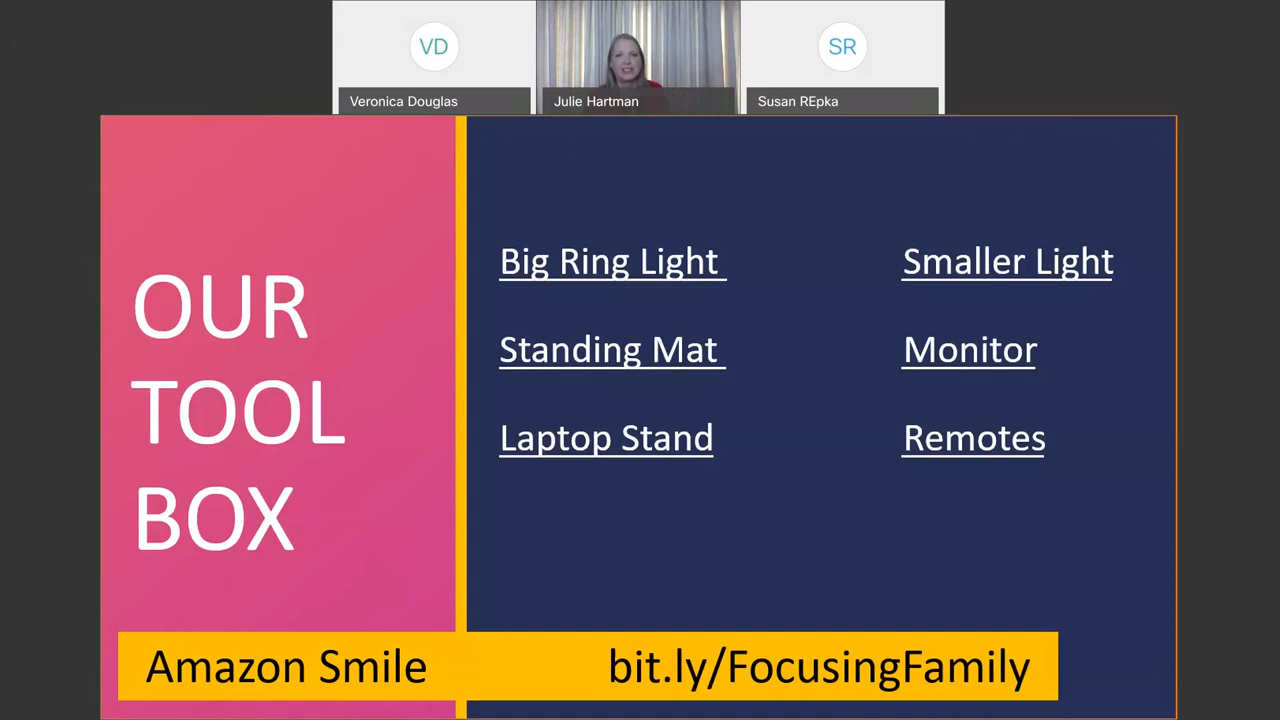 VD
SR
Veronica Douglas
Julie Hartman
Susan REpka
OUR
TOOL
BOX
Big Ring Light
Smaller Light
Standing Mat
Monitor
Laptop Stand
Remotes
Amazon Smile
bit.ly/FocusingFamily